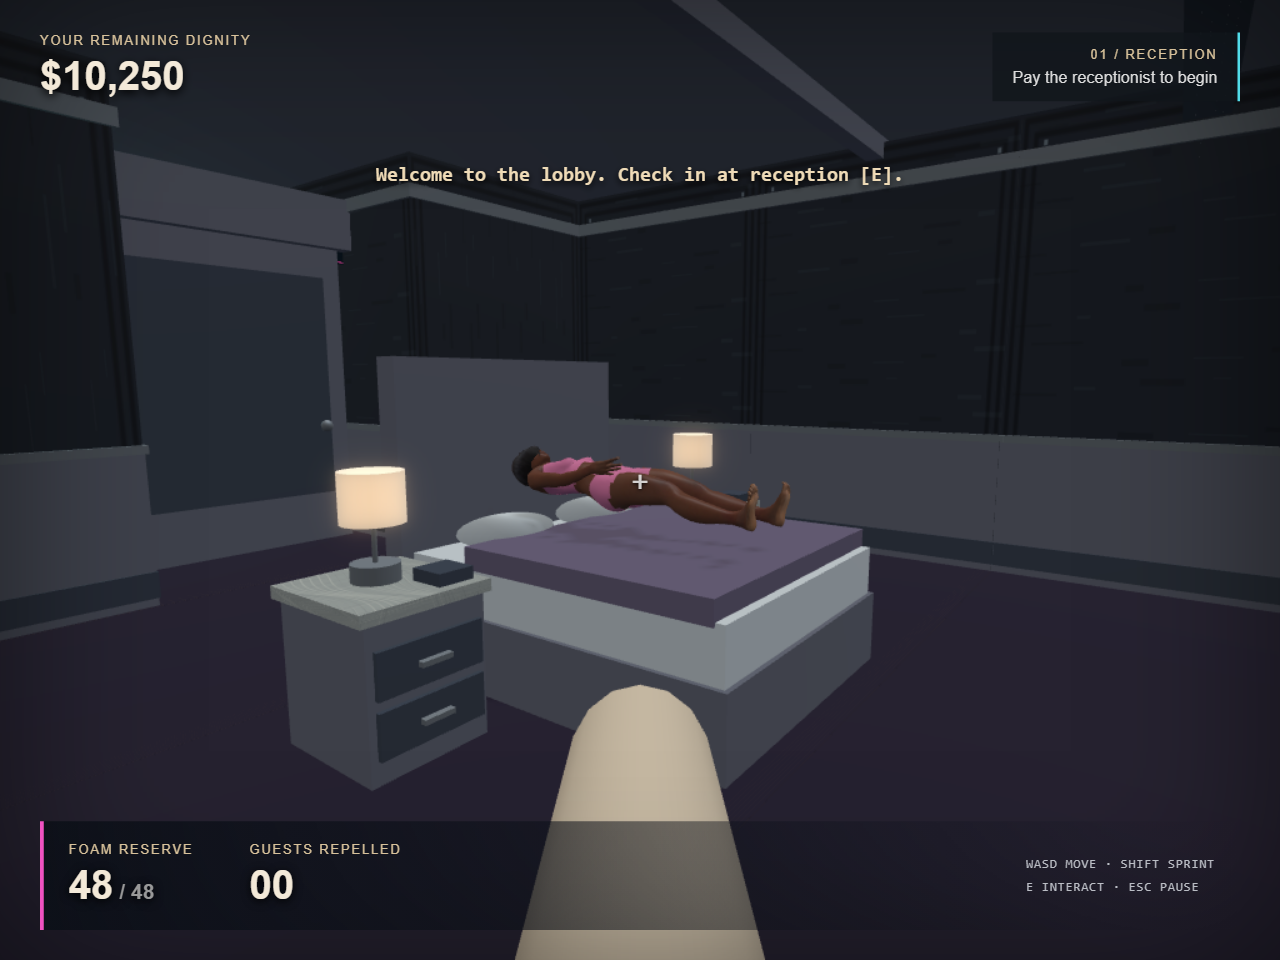 YOUR REMAINING DIGNITY
$10,250
01 / RECEPTION
Pay the receptionist to begin
Welcome to the lobby. Check in at reception [E].
FOAM RESERVE
48 / 48
GUESTS REPELLED
00
WASD MOVE · SHIFT SPRINT
E INTERACT · ESC PAUSE